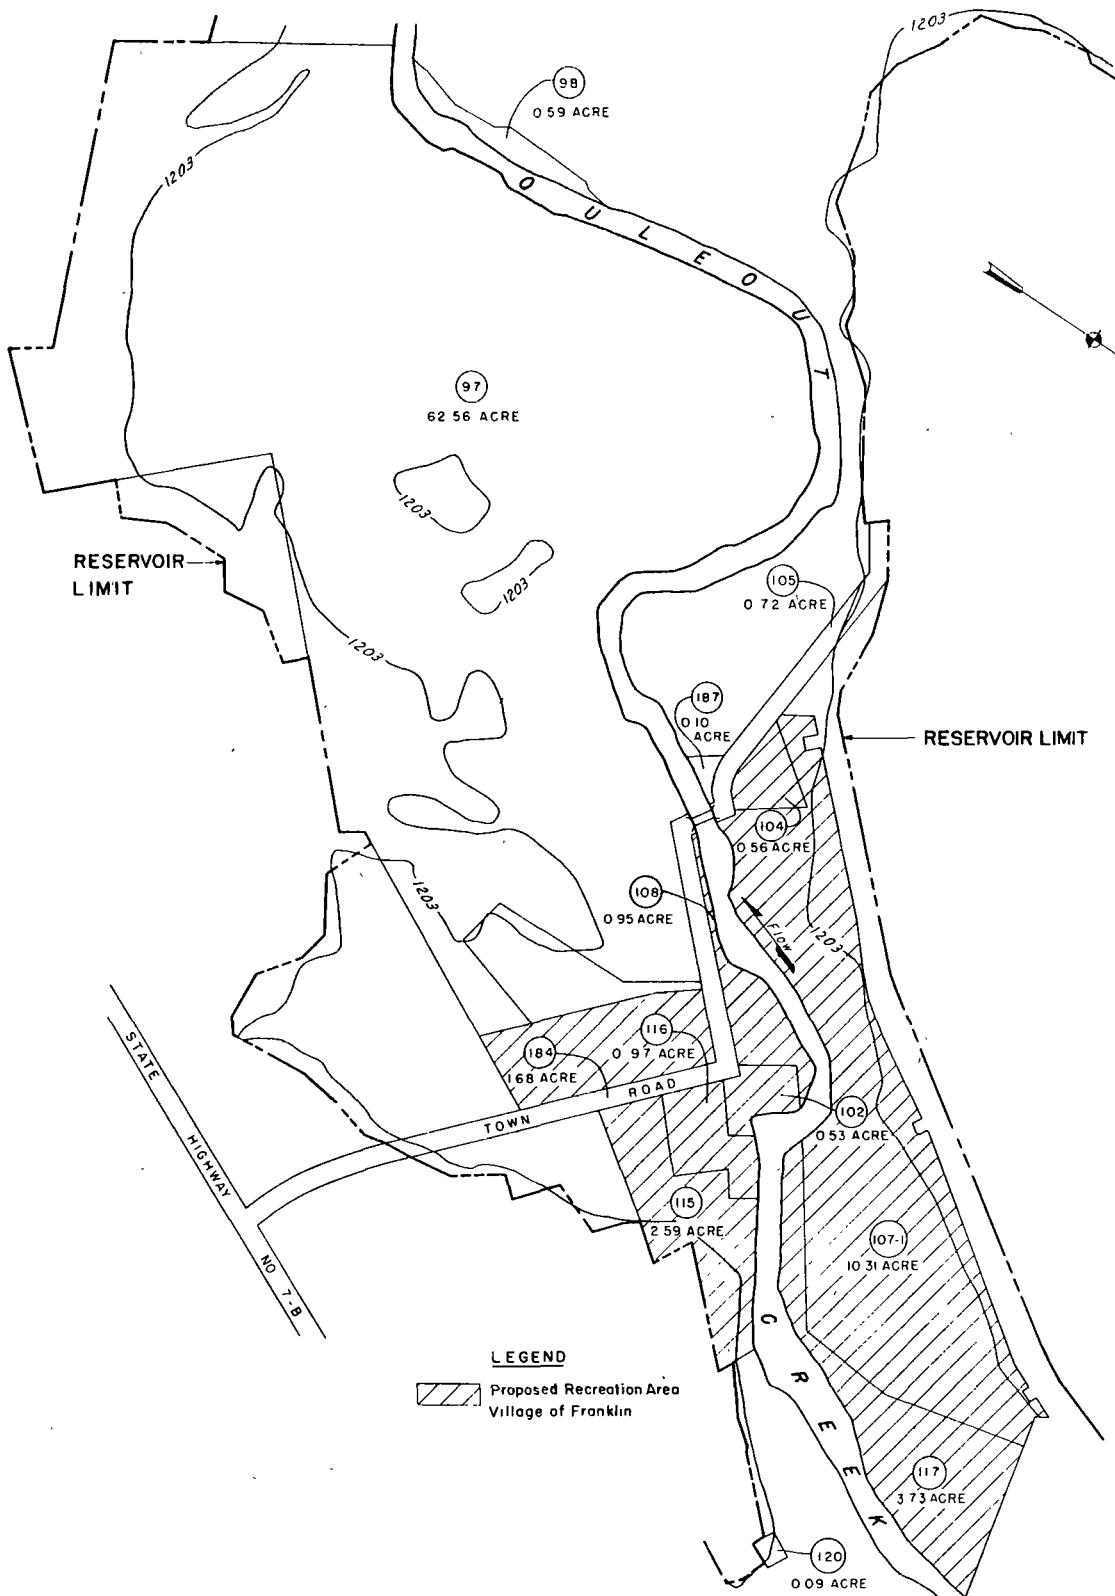 1203
98
0.59 ACRE
1203
OULEOUT
97
62.56 ACRE
1203
RESERVOIR
LIMIT
1203
105
0.72 ACRE
1203
187
0.10
ACRE
RESERVOIR LIMIT
104
0.56 ACRE
1203
108
0.95 ACRE
Flow
1203
116
0.97 ACRE
184
1.68 ACRE
TOWN ROAD
102
0.53 ACRE
STATE HIGHWAY NO 7-B
115
2.59 ACRE
107-1
10.31 ACRE
CREEK
LEGEND
Proposed Recreation Area
Village of Franklin
117
3.73 ACRE
120
0.09 ACRE